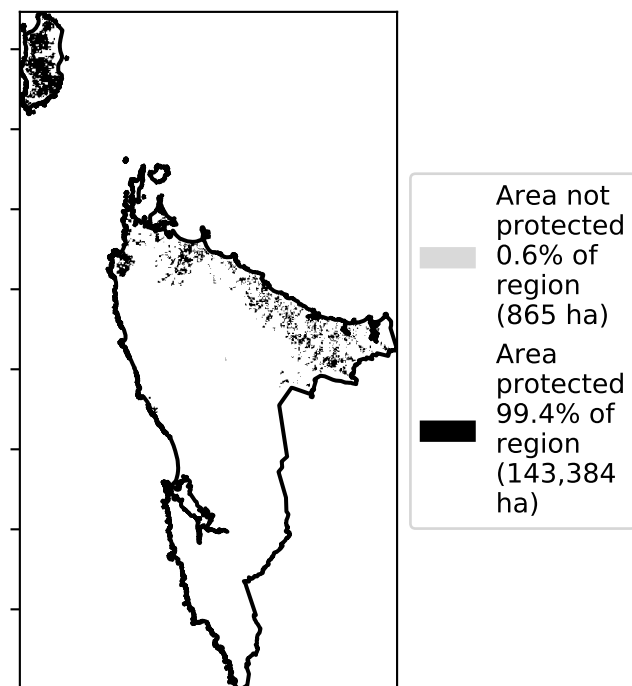 Area not
protected
0.6% of
region
(865 ha)
Area
protected
99.4% of
region
(143,384
ha)